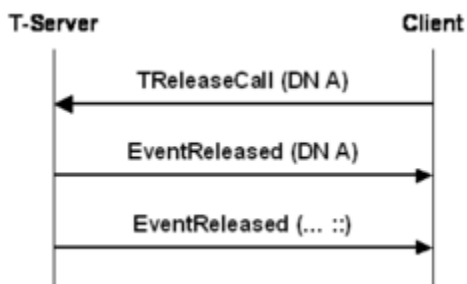 T-Server Client
TReleaseCall (DN A)
EventReleased (DN A)
EventReleased (... ::)